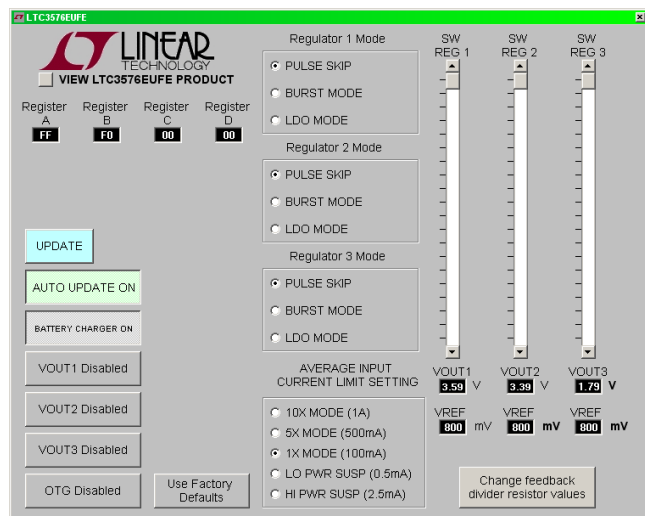 LTC3576EUFE
LINEAR
TECHNOLOGY
VIEW LTC3576EUFE PRODUCT
Register A
Register B
Register C
Register D
FF
F0
00
00
UPDATE
AUTO UPDATE ON
BATTERY CHARGER ON
VOUT1 Disabled
VOUT2 Disabled
VOUT3 Disabled
OTG Disabled
Use Factory
Defaults
Regulator 1 Mode
PULSE SKIP
BURST MODE
LDO MODE
Regulator 2 Mode
PULSE SKIP
BURST MODE
LDO MODE
Regulator 3 Mode
PULSE SKIP
BURST MODE
LDO MODE
AVERAGE INPUT
CURRENT LIMIT SETTING
10X MODE (1A)
5X MODE (500mA)
1X MODE (100mA)
LO PWR SUSP (0.5mA)
HI PWR SUSP (2.5mA)
SW
REG 1
SW
REG 2
SW
REG 3
VOUT1
3.59 V
VOUT2
3.39 V
VOUT3
1.79 V
VREF
800 mV
VREF
800 mV
VREF
800 mV
Change feedback
divider resistor values